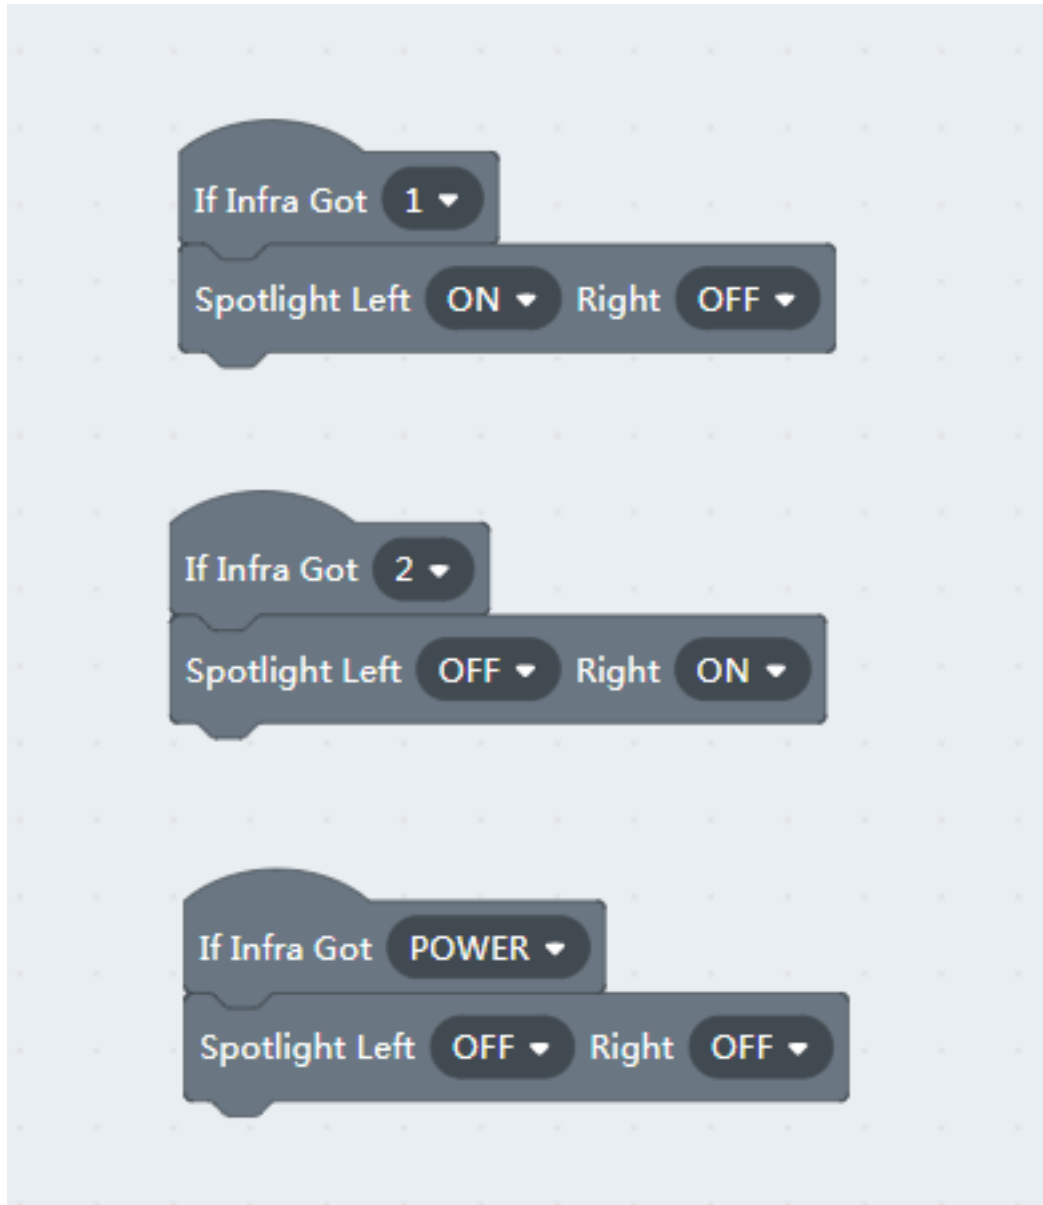 If Infra Got 1
Spotlight Left ON Right OFF
If Infra Got 2
Spotlight Left OFF Right ON
If Infra Got POWER
Spotlight Left OFF Right OFF